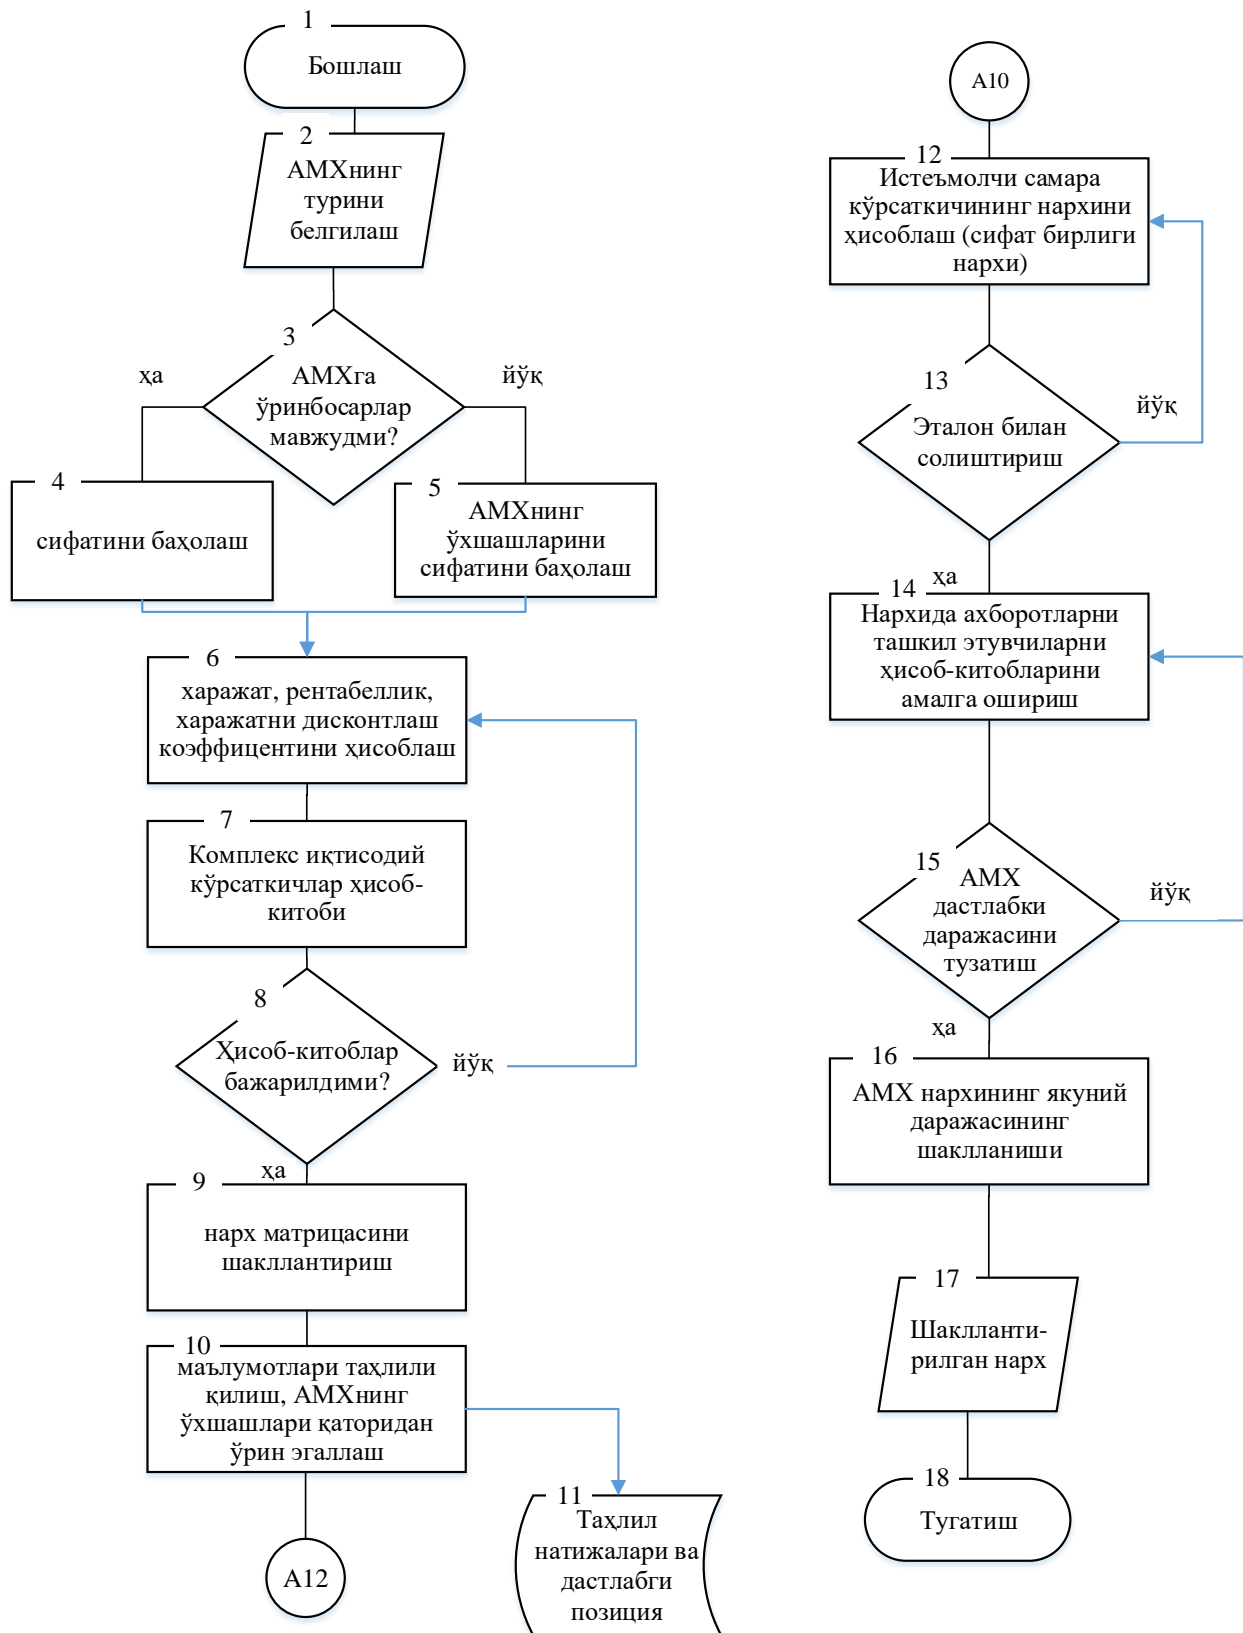 1
Бошлаш
2
АМХнинг
турини
белгилаш
3
АМХга
ўринбосарлар
мавжудми?
ҳа
йўқ
4
сифатини баҳолаш
5
АМХнинг
ўхшашларини
сифатини баҳолаш
6
харажат, рентабеллик,
харажатни дисконтлаш
коэффицентини ҳисоблаш
7
Комплекс иқтисодий
кўрсаткичлар ҳисоб-
китоби
8
Ҳисоб-китоблар
бажарилдими?
йўқ
ҳа
9
нарх матрицасини
шакллантириш
10
маълумотлари таҳлили
қилиш, АМХнинг
ўхшашлари қаторидан
ўрин эгаллаш
11
Таҳлил
натижалари ва
дастлабги
позиция
А12
А10
12
Истеъмолчи самара
кўрсаткичининг нархини
ҳисоблаш (сифат бирлиги
нархи)
13
Эталон билан
солиштириш
йўқ
ҳа
14
Нархида ахборотларни
ташкил этувчиларни
ҳисоб-китобларини
амалга ошириш
15
АМХ
дастлабки
даражасини
тузатиш
йўқ
ҳа
16
АМХ нархининг якуний
даражасининг
шаклланиши
17
Шакллланти-
рилган нарх
18
Тугатиш